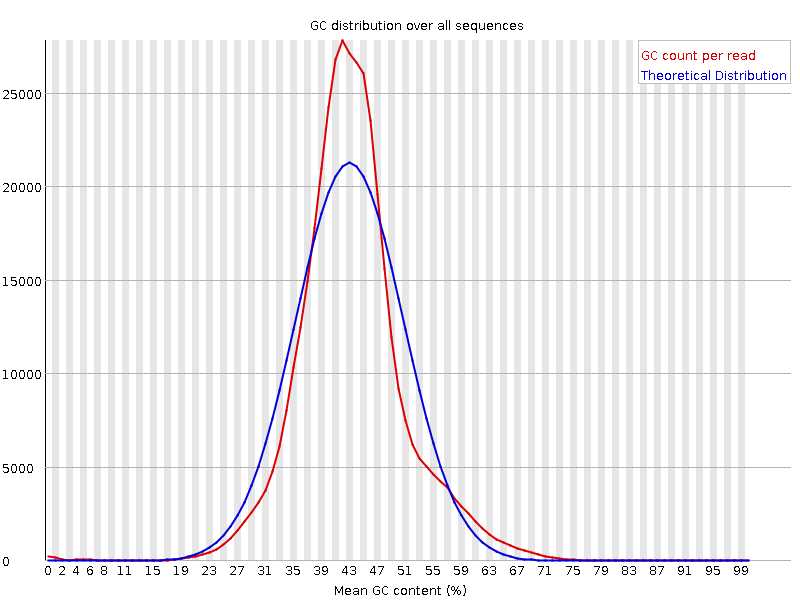 GC distribution over all sequences
GC count per read
Theoretical Distribution
25000
20000
15000
10000
5000
0
0 2 4 6 8 11 15 19 23 27 31 35 39 43 47 51 55 59 63 67 71 75 79 83 87 91 95 99
Mean GC content (%)